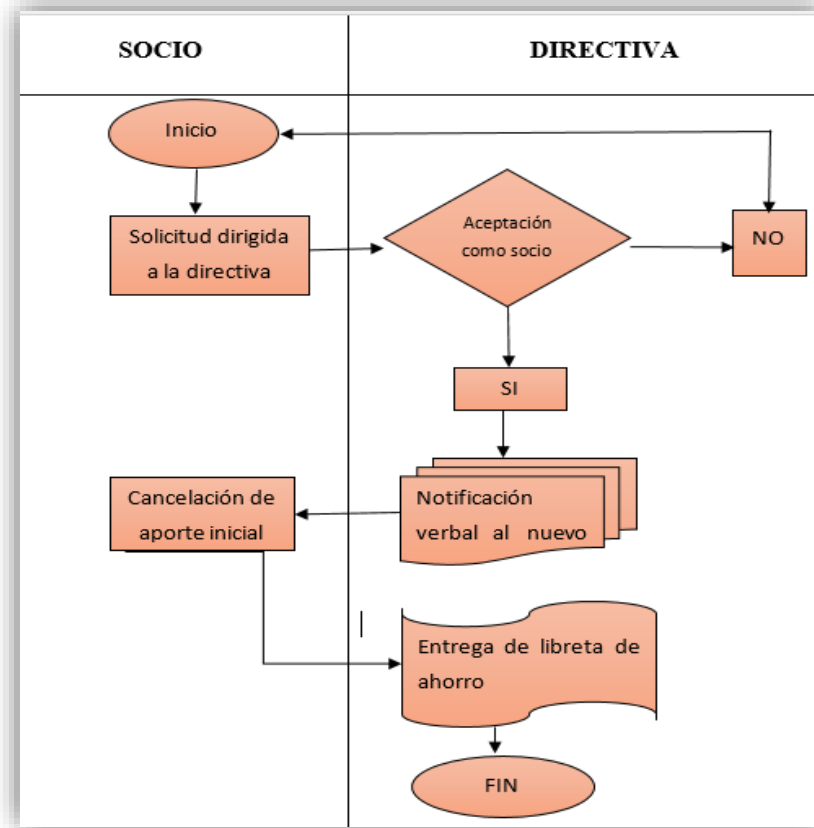 SOCIO
DIRECTIVA
Inicio
Solicitud dirigida
a la directiva
Aceptación
como socio
NO
SI
Notificación
verbal al nuevo
Cancelación de
aporte inicial
Entrega de libreta de
ahorro
FIN